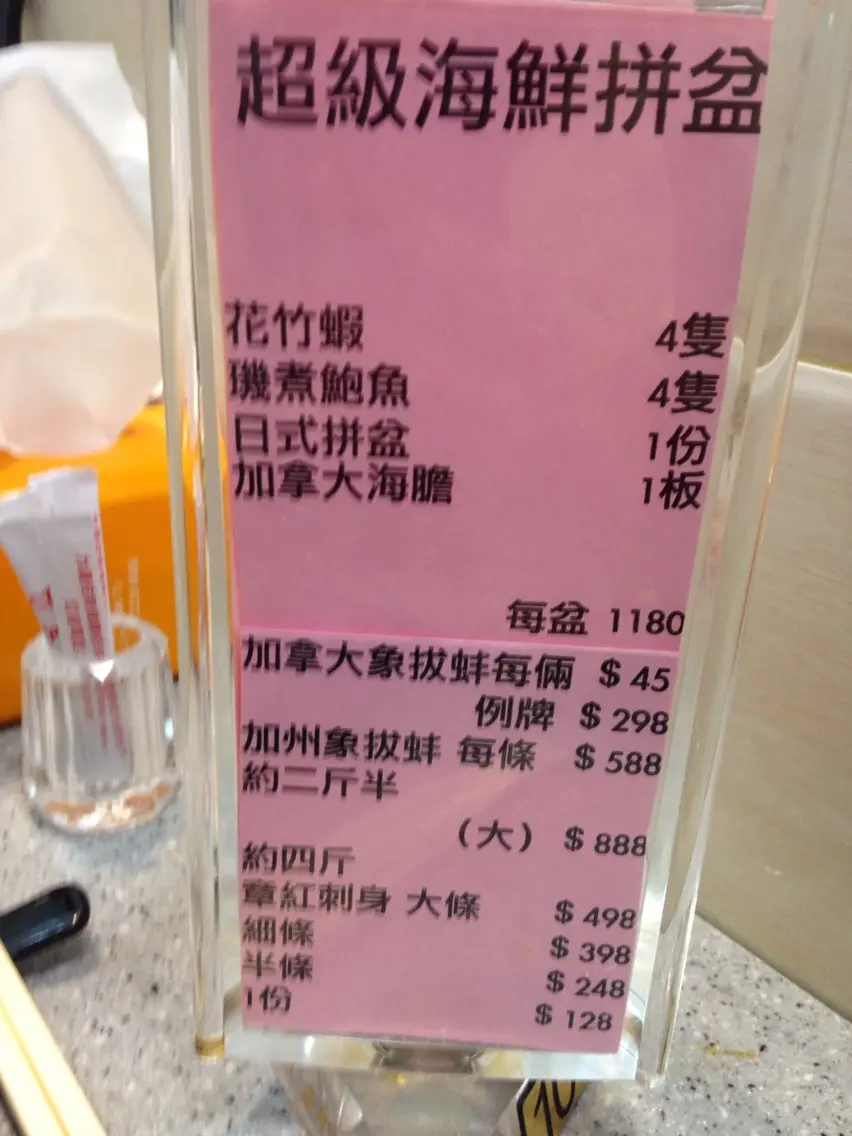 超級海鮮拼盆
花竹蝦 4隻
璣煮鮑魚 4隻
日式拼盆 1份
加拿大海膽 1板
每盆 1180
加拿大象拔蚌每倆 $45
例牌 $298
加州象拔蚌 每條 $588
約二斤半
(大) $888
約四斤
章紅刺身 大條 $498
細條 $398
半條 $248
1份 $128